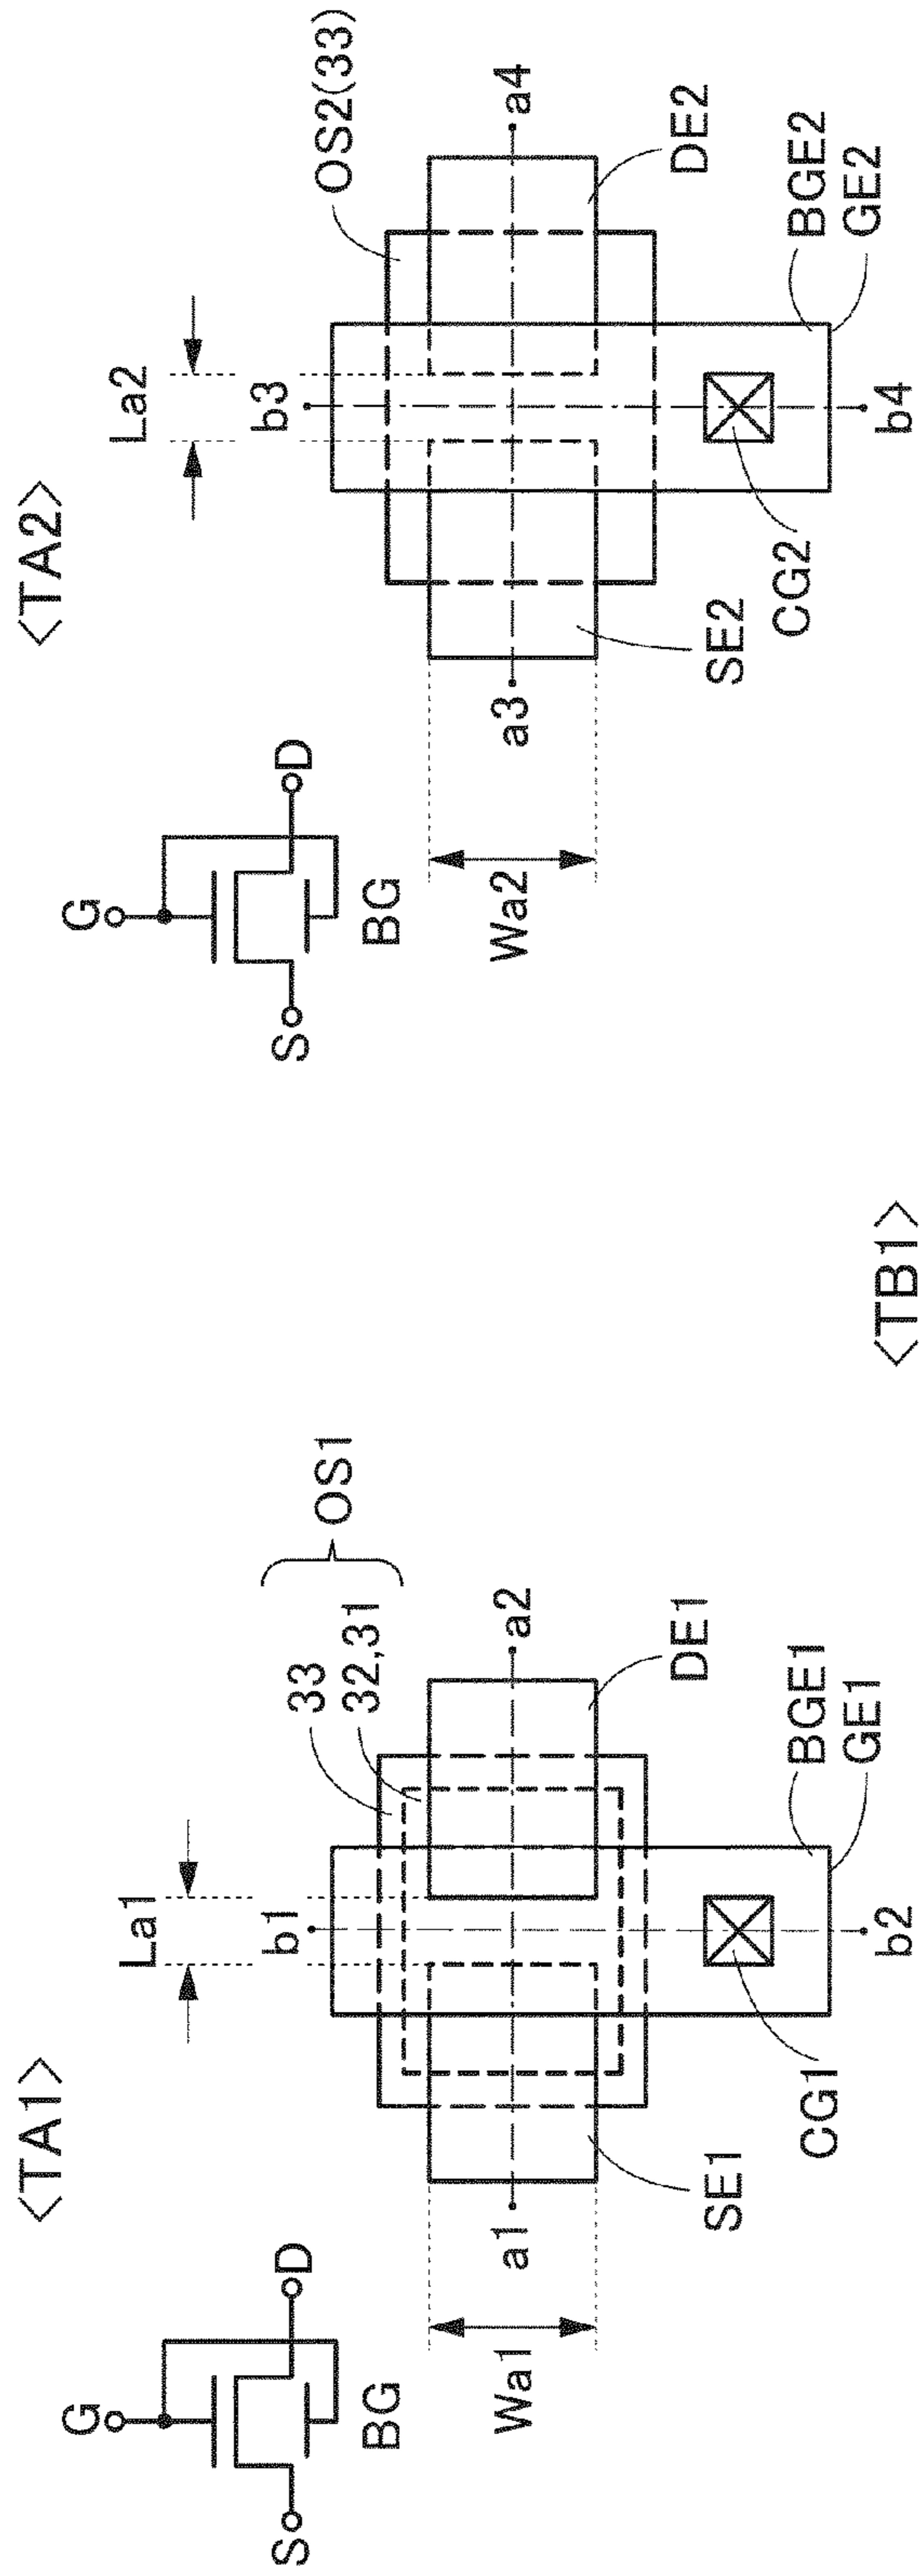 <TA1>
G
S
D
BG
La1
b1
33
32,31
OS1
a1
a2
Wa1
SE1
DE1
CG1
BGE1
GE1
b2
<TA2>
G
S
D
BG
La2
b3
OS2(33)
a3
a4
Wa2
SE2
DE2
CG2
BGE2
GE2
b4
<TB1>